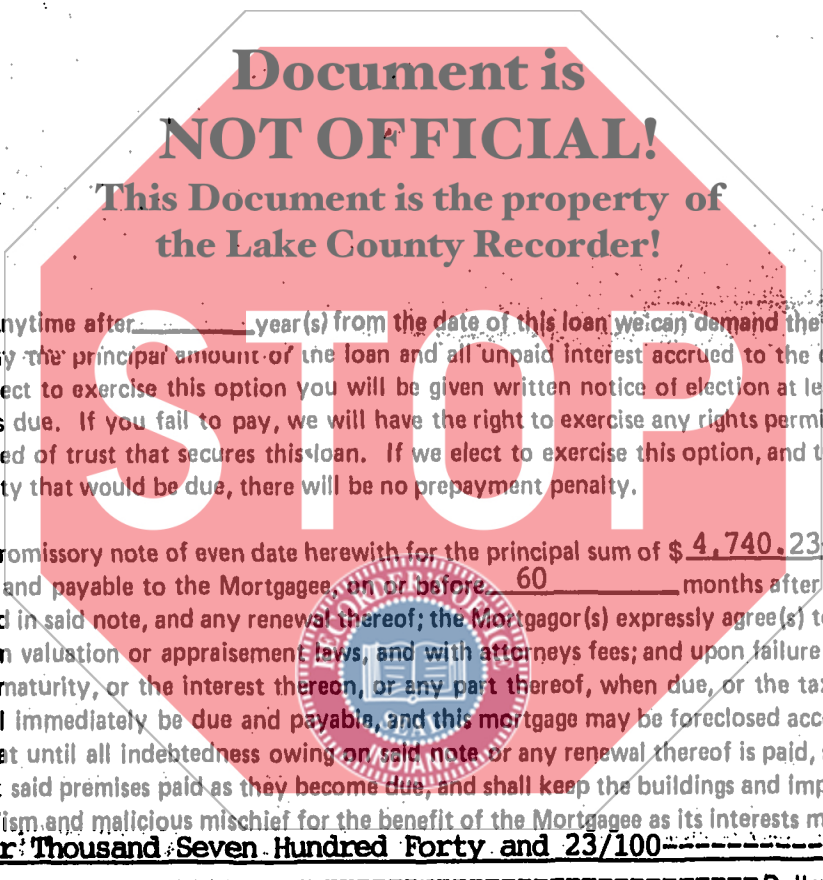 Document is
NOT OFFICIAL!
This Document is the property of
the Lake County Recorder!
STOP
nytime after year(s) from the date of this loan we can demand the
y the principal amount of the loan and all unpaid interest accrued to the
ect to exercise this option you will be given written notice of election at le
s due. If you fail to pay, we will have the right to exercise any rights permi
ed of trust that secures this loan. If we elect to exercise this option, and t
ty that would be due, there will be no prepayment penalty.
romissory note of even date herewith for the principal sum of $ 4,740.23
and payable to the Mortgagee, on or before 60 months after
d in said note, and any renewal thereof; the Mortgagor(s) expressly agree(s) t
n valuation or appraisement laws, and with attorneys fees; and upon failure
maturity, or the interest thereon, or any part thereof, when due, or the ta
l immediately be due and payable, and this mortgage may be foreclosed acc
at until all indebtedness owing on said note or any renewal thereof is paid,
said premises paid as they become due, and shall keep the buildings and imp
ism and malicious mischief for the benefit of the Mortgagee as its interests m
r Thousand Seven Hundred Forty and 23/100----------
SEAL